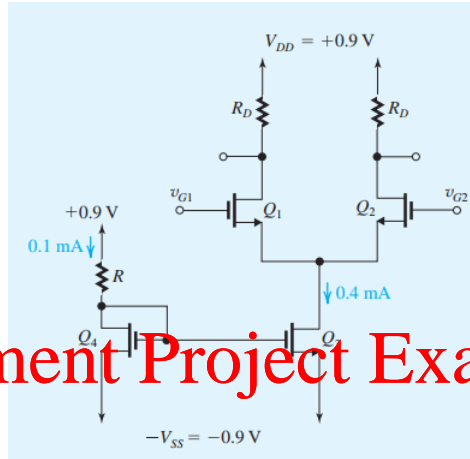 V_DD = +0.9 V
R_D
R_D
v_G1
Q_1
Q_2
v_G2
+0.9 V
0.1 mA
R
0.4 mA
Q_4
ment Project Exa
−V_SS = −0.9 V